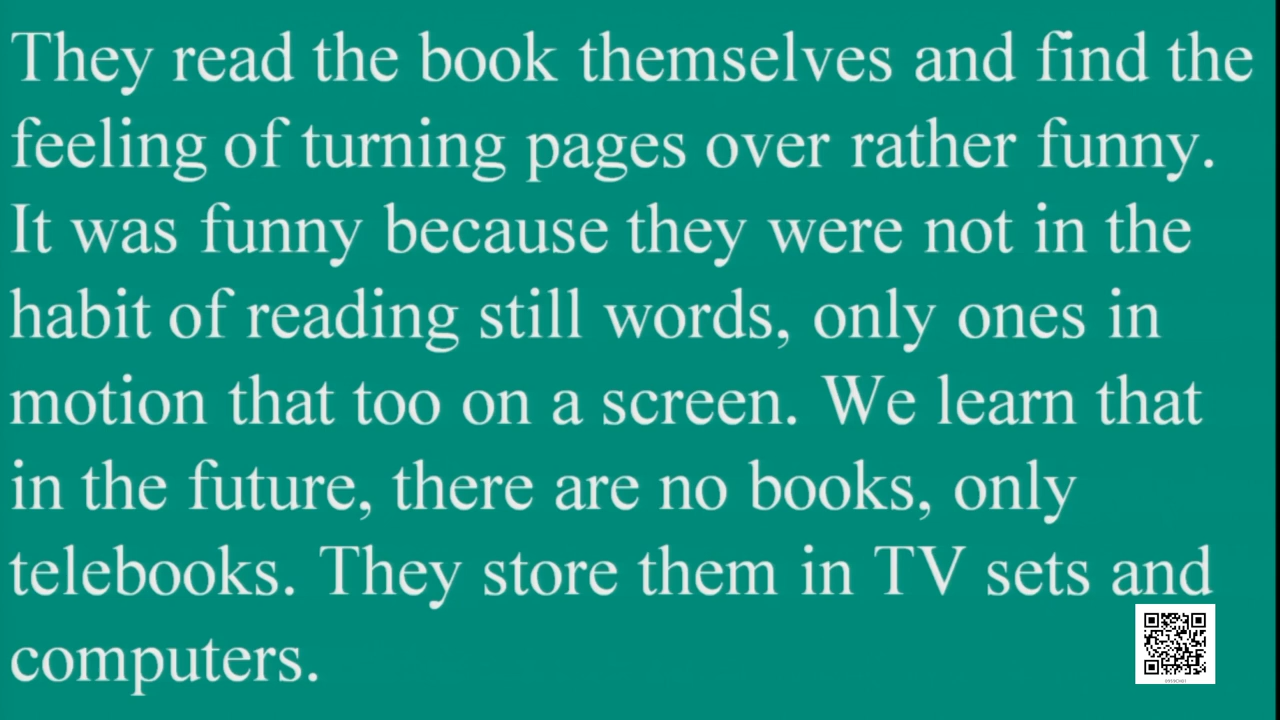 They read the book themselves and find the
feeling of turning pages over rather funny.
It was funny because they were not in the
habit of reading still words, only ones in
motion that too on a screen. We learn that
in the future, there are no books, only
telebooks. They store them in TV sets and
computers.